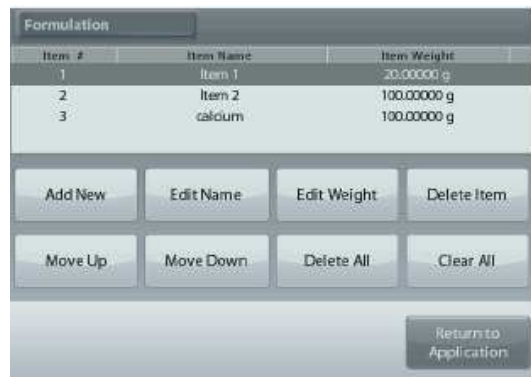 Formulation
Item # Item Name Item Weight
1 Item 1 20.00000 g
2 Item 2 100.00000 g
3 calcium 100.00000 g
Add New Edit Name Edit Weight Delete Item
Move Up Move Down Delete All Clear All
Return to
Application